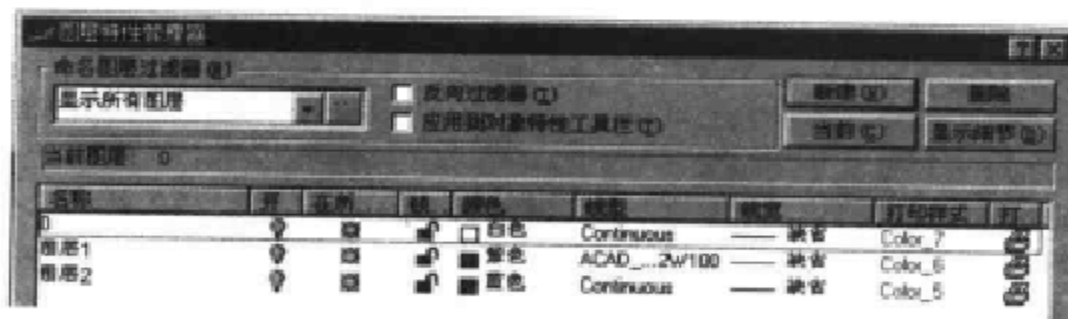 图层特性管理器
命名图层过滤器(M)
显示所有图层
反向过滤器(I)
应用到对象特性工具栏(T)
新建(N) 删除
当前(C) 显示细节(D)
当前图层: 0
名称 开 在所 锁 颜色 线型 线宽 打印样式 打
0 白色 Continuous 缺省 Color_7
图层1 紫色 ACAD_...2W100 缺省 Color_6
图层2 蓝色 Continuous 缺省 Color_5